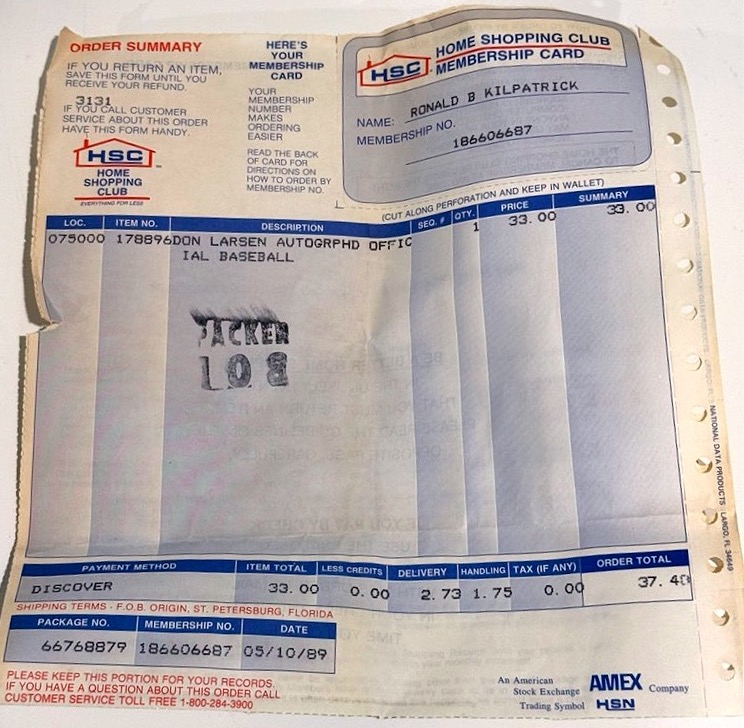 ORDER SUMMARY
IF YOU RETURN AN ITEM,
SAVE THIS FORM UNTIL YOU
RECEIVE YOUR REFUND.
3131
IF YOU CALL CUSTOMER
SERVICE ABOUT THIS ORDER
HAVE THIS FORM HANDY.
HSC
HOME
SHOPPING
CLUB
EVERYTHING FOR LESS
HERE'S
YOUR
MEMBERSHIP
CARD
YOUR
MEMBERSHIP
NUMBER
MAKES
ORDERING
EASIER
READ THE BACK
OF CARD FOR
DIRECTIONS ON
HOW TO ORDER BY
MEMBERSHIP NO.
HSC
HOME SHOPPING CLUB
MEMBERSHIP CARD
NAME: RONALD B KILPATRICK
MEMBERSHIP NO. 186606687
(CUT ALONG PERFORATION AND KEEP IN WALLET)
LOC. ITEM NO. DESCRIPTION SEQ. # QTY. PRICE SUMMARY
075000 178896 DON LARSEN AUTOGRPHD OFFIC 1 33.00 33.00
IAL BASEBALL
PACKER
108
PAYMENT METHOD ITEM TOTAL LESS CREDITS DELIVERY HANDLING TAX (IF ANY) ORDER TOTAL
DISCOVER 33.00 0.00 2.73 1.75 0.00 37.48
SHIPPING TERMS - F.O.B. ORIGIN, ST. PETERSBURG, FLORIDA
PACKAGE NO. MEMBERSHIP NO. DATE
66768879 186606687 05/10/89
PLEASE KEEP THIS PORTION FOR YOUR RECORDS.
IF YOU HAVE A QUESTION ABOUT THIS ORDER CALL
CUSTOMER SERVICE TOLL FREE 1-800-284-3900
An American
Stock Exchange
Trading Symbol
AMEX Company
HSN
NATIONAL DATA PRODUCTS LARGO, FL 34649